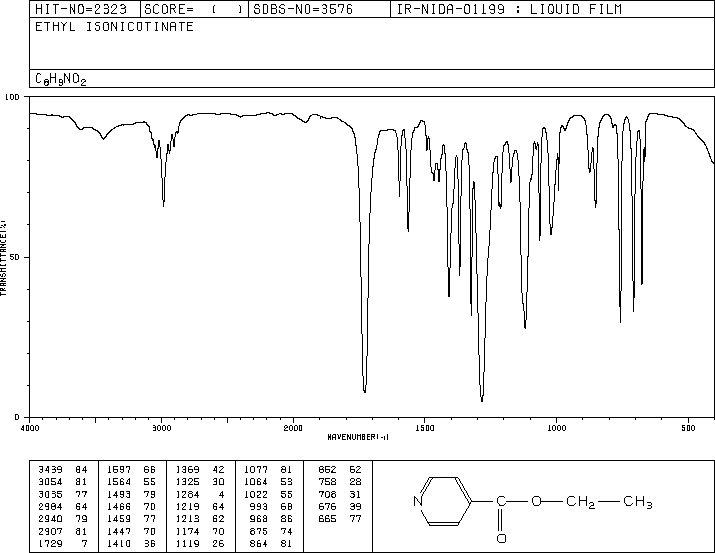 HIT-NO=2323 SCORE= ( ) SDBS-NO=3576 IR-NIDA-01199 : LIQUID FILM
ETHYL ISONICOTINATE
C8H9NO2
100
50
0
TRANSMITTANCE(%)
4000 3000 2000 1500 1000 500
WAVENUMBER(-1)
3439 84 1597 66 1369 42 1077 81 852 62
3054 81 1564 55 1325 30 1064 53 758 28
3035 77 1493 79 1284 4 1022 55 708 31
2984 64 1466 70 1219 64 993 68 676 39
2940 79 1459 77 1213 62 968 86 665 77
2907 81 1447 70 1174 70 875 74
1729 7 1410 36 1119 26 864 81
N C O CH2 CH3
O